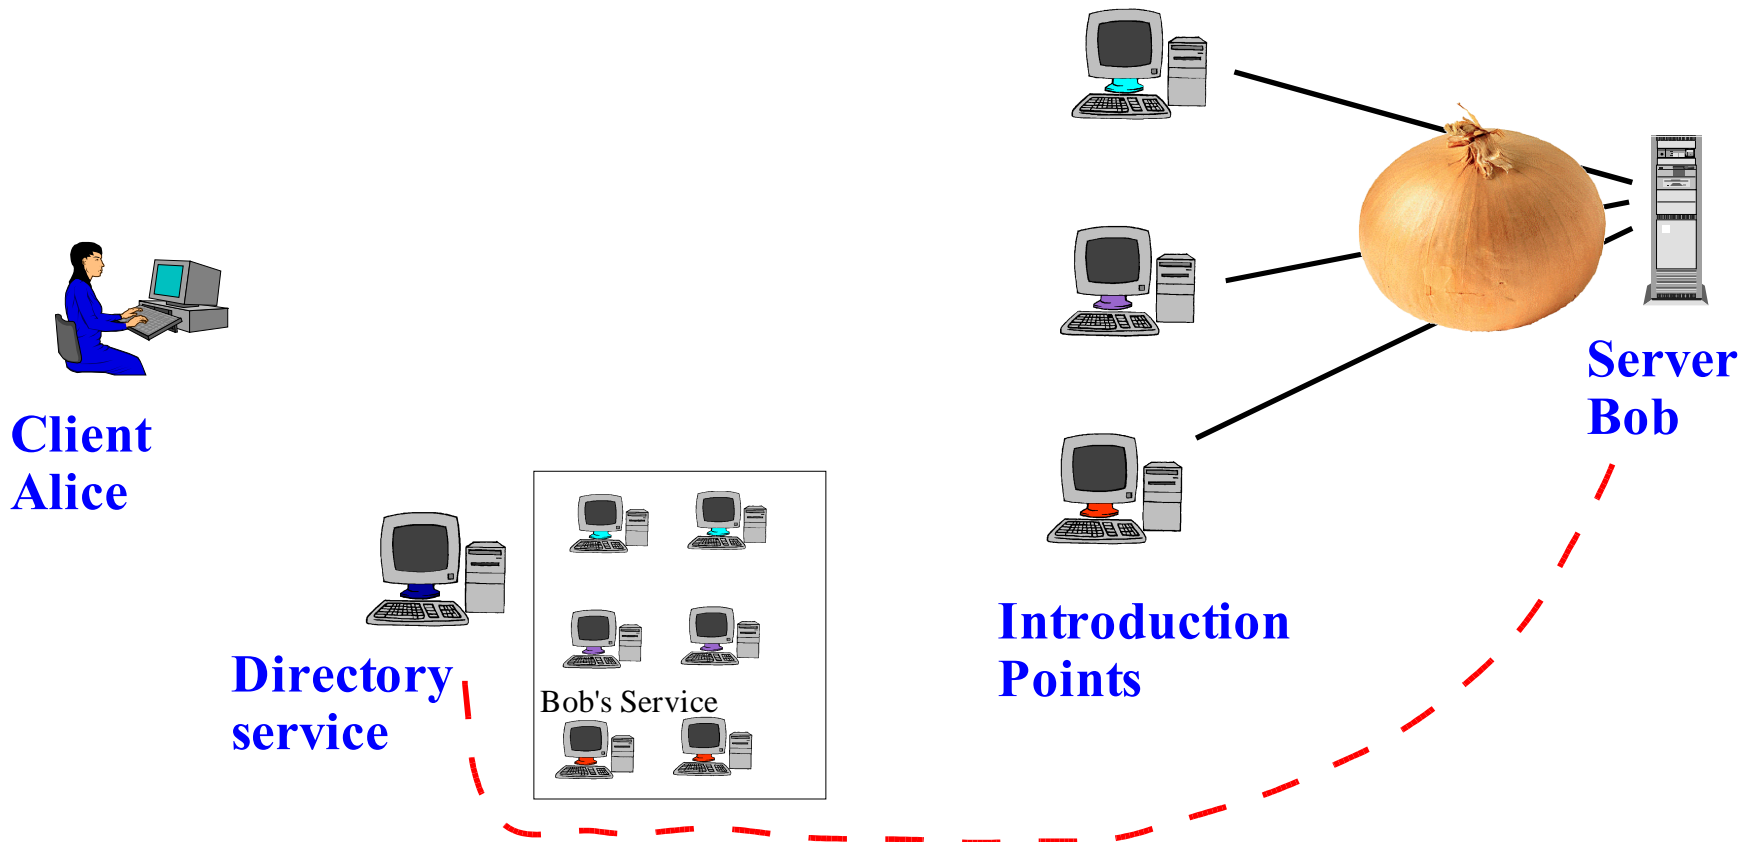 Client
Alice
Server
Bob
Directory
service
Bob's Service
Introduction
Points